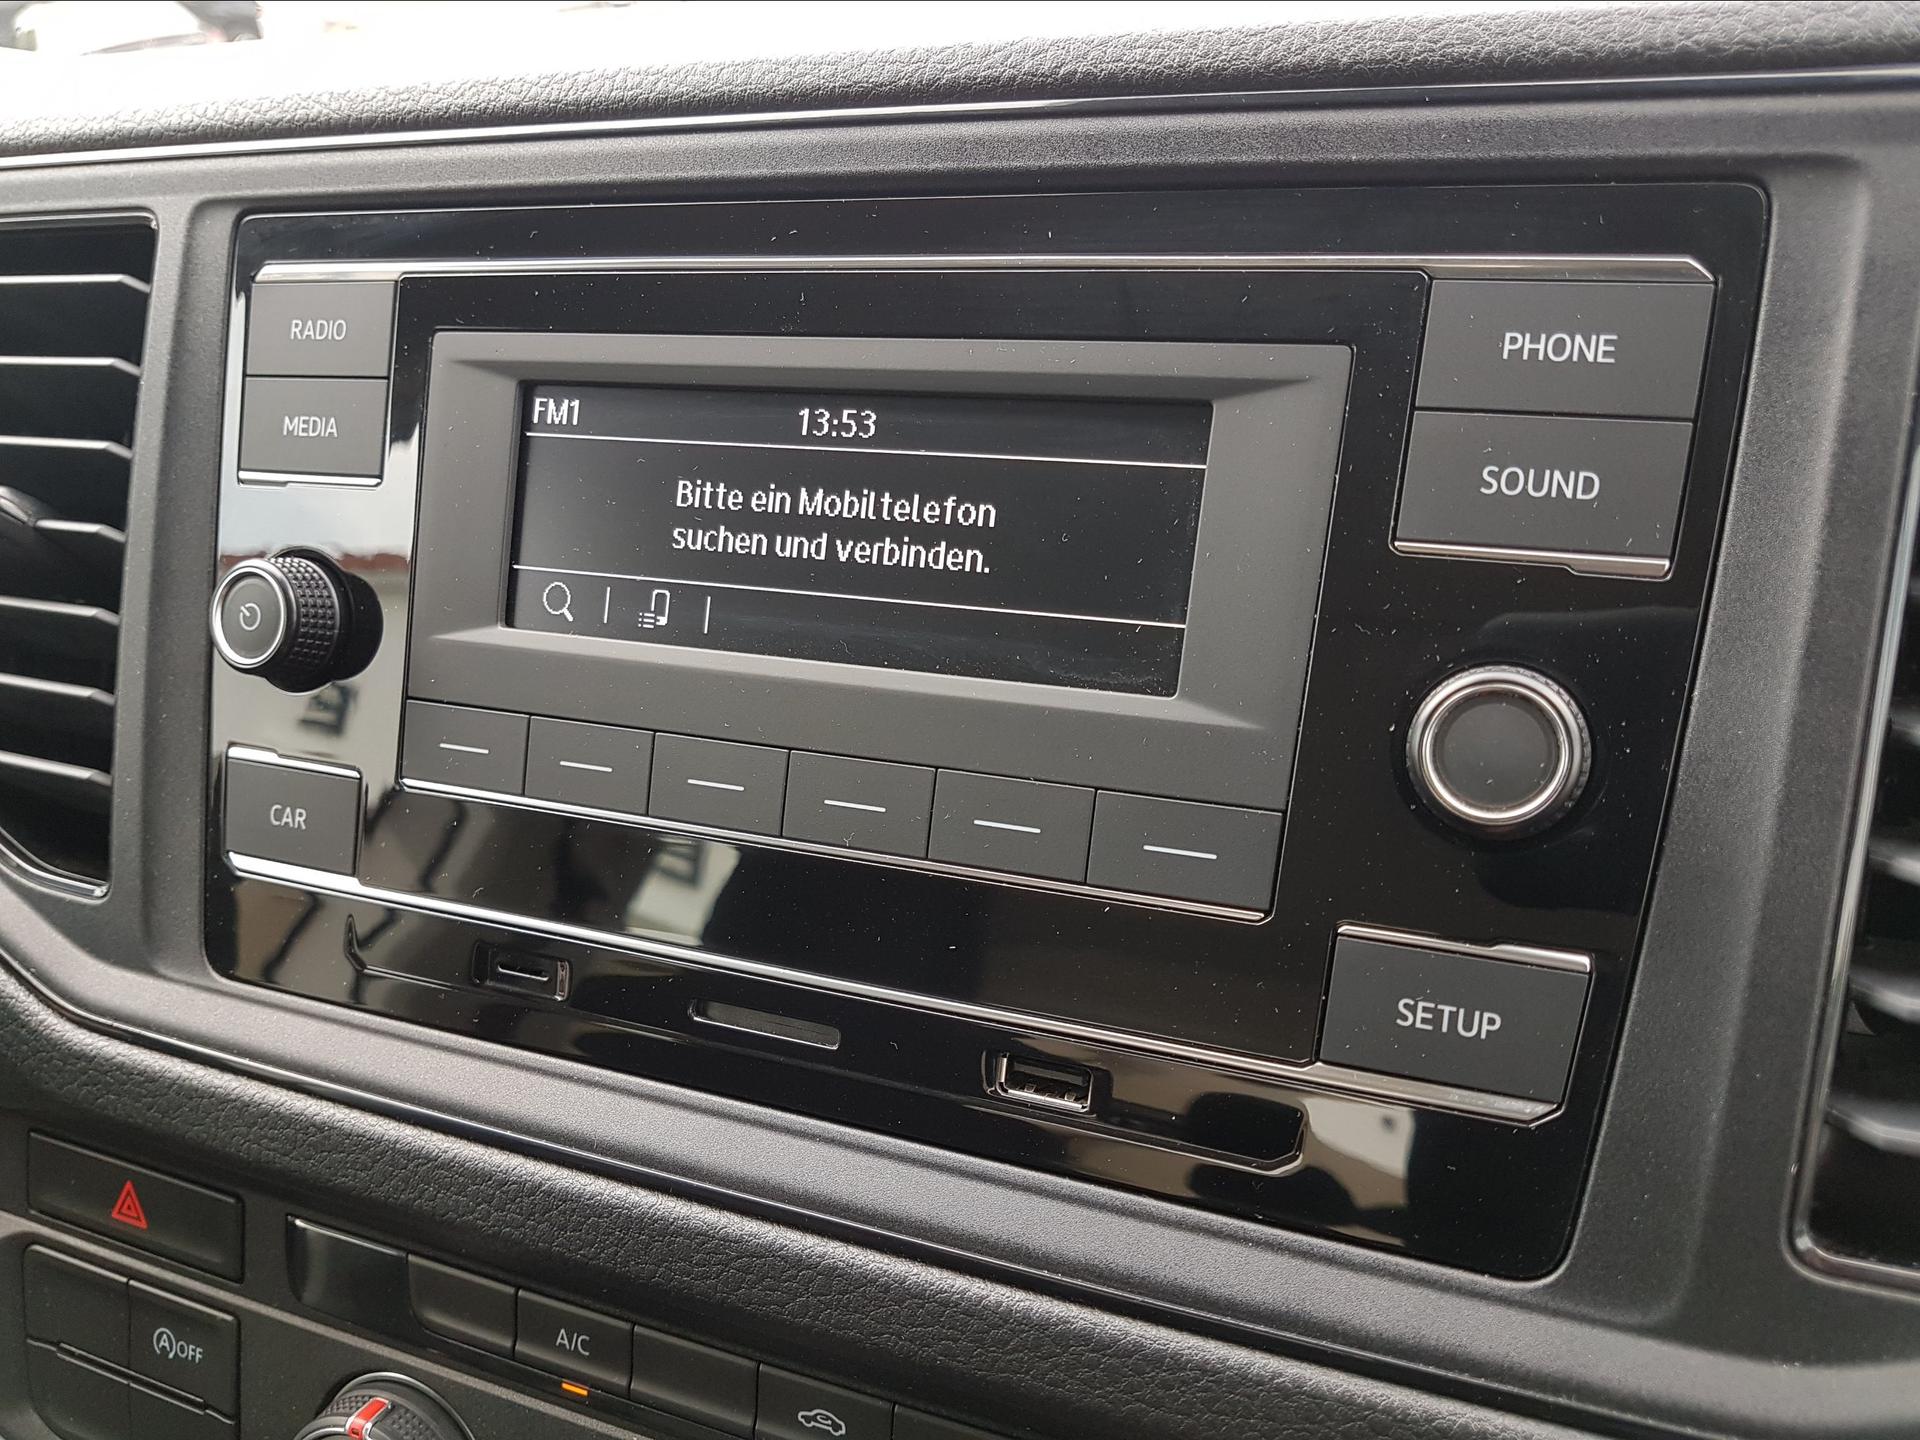 RADIO
MEDIA
FM1
13:53
Bitte ein Mobiltelefon
suchen und verbinden.
PHONE
SOUND
CAR
SETUP
A OFF
A/C